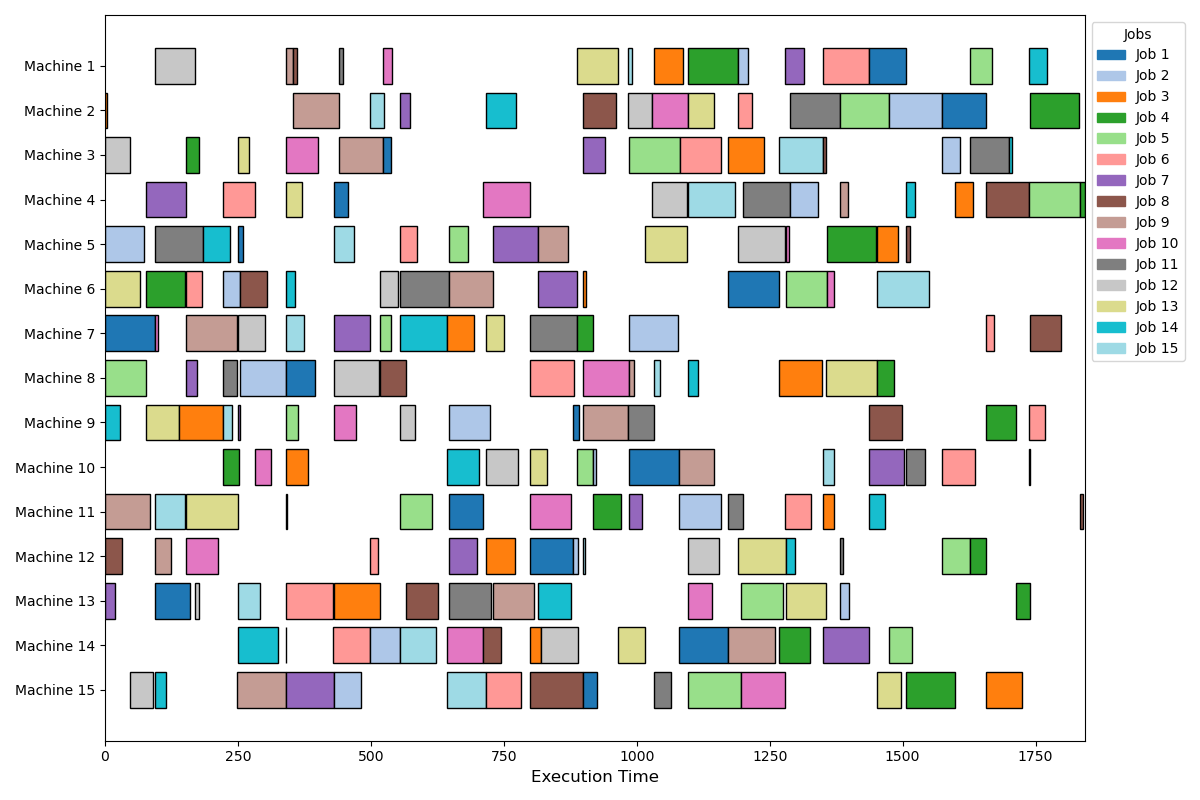 Machine 1
Machine 2
Machine 3
Machine 4
Machine 5
Machine 6
Machine 7
Machine 8
Machine 9
Machine 10
Machine 11
Machine 12
Machine 13
Machine 14
Machine 15
0
250
500
750
1000
1250
1500
1750
Execution Time
Jobs
Job 1
Job 2
Job 3
Job 4
Job 5
Job 6
Job 7
Job 8
Job 9
Job 10
Job 11
Job 12
Job 13
Job 14
Job 15